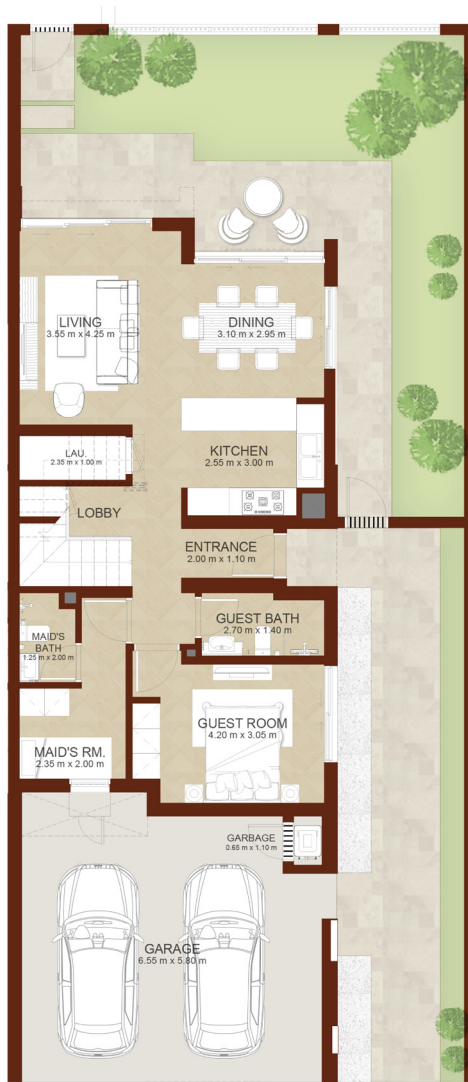 LIVING
3.55 m x 4.25 m
DINING
3.10 m x 2.95 m
LAU.
2.35 m x 1.00 m
KITCHEN
2.55 m x 3.00 m
LOBBY
ENTRANCE
2.00 m x 1.10 m
GUEST BATH
2.70 m x 1.40 m
MAID'S
BATH
1.25 m x 2.00 m
GUEST ROOM
4.20 m x 3.05 m
MAID'S RM.
2.35 m x 2.00 m
GARBAGE
0.65 m x 1.10 m
GARAGE
6.55 m x 5.80 m